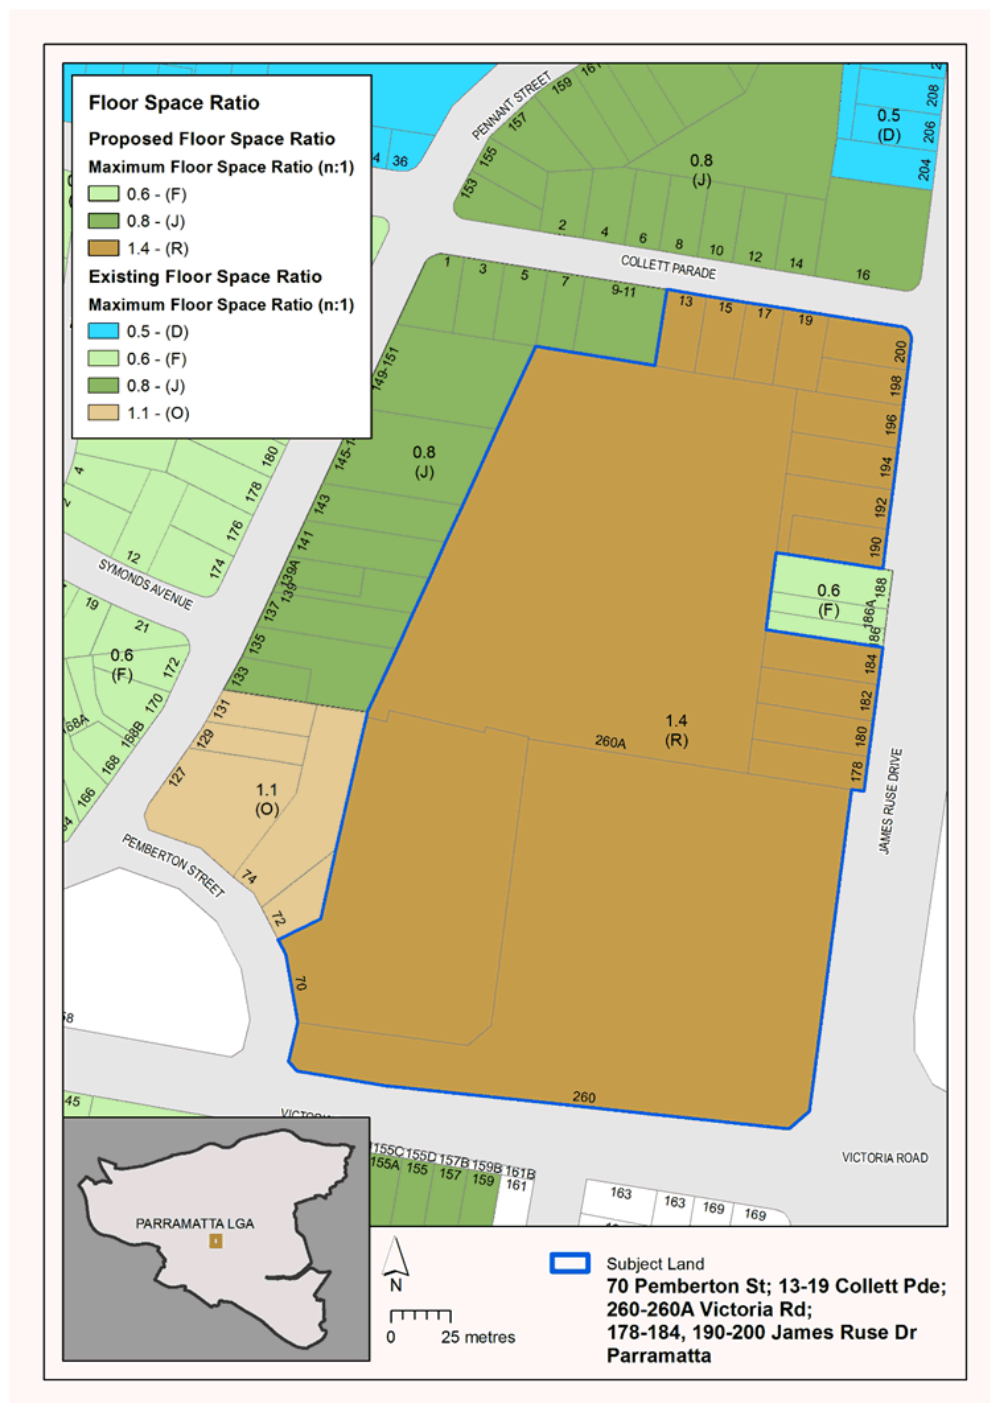 Floor Space Ratio
Proposed Floor Space Ratio
Maximum Floor Space Ratio (n:1)
0.6 - (F)
0.8 - (J)
1.4 - (R)
Existing Floor Space Ratio
Maximum Floor Space Ratio (n:1)
0.5 - (D)
0.6 - (F)
0.8 - (J)
1.1 - (O)
4
36
PENNANT STREET
153
155
157
159
161
0.8
(J)
0.5
(D)
208
206
204
2
4
6
8
10
12
14
16
COLLETT PARADE
1
3
5
7
9-11
13
15
17
19
200
198
196
194
192
190
149-151
0.8
(J)
143
141
139A
139
137
135
133
180
178
176
174
4
2
12
SYMONDS AVENUE
19
21
0.6
(F)
172
170
168B
168A
168
166
0.6
(F)
188
186A
186
184
182
180
178
1.4
(R)
260A
JAMES RUSE DRIVE
131
129
127
1.1
(O)
74
72
70
PEMBERTON STREET
260
45
VICTORIA ROAD
155C
155D
157B
159B
161B
155A
155
157
159
161
163
163
169
169
PARRAMATTA LGA
N
0 25 metres
Subject Land
70 Pemberton St; 13-19 Collett Pde;
260-260A Victoria Rd;
178-184, 190-200 James Ruse Dr
Parramatta